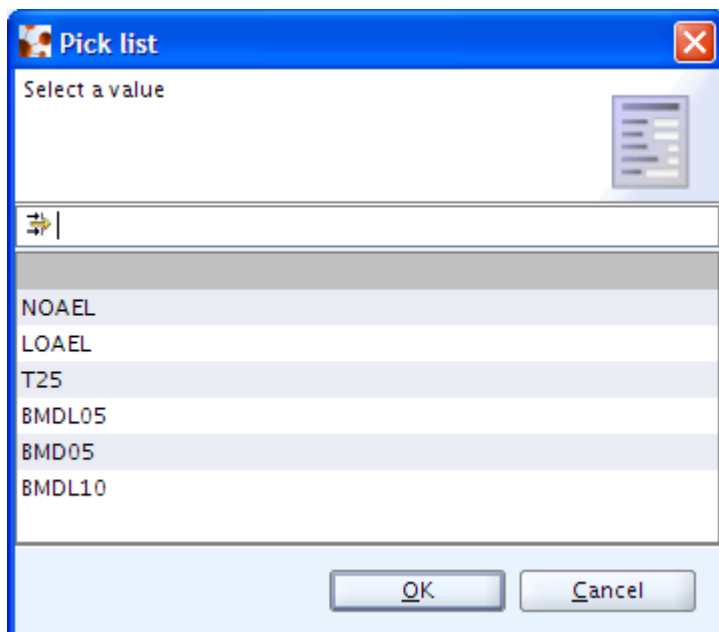 Pick list
Select a value
NOAEL
LOAEL
T25
BMDL05
BMD05
BMDL10
OK Cancel